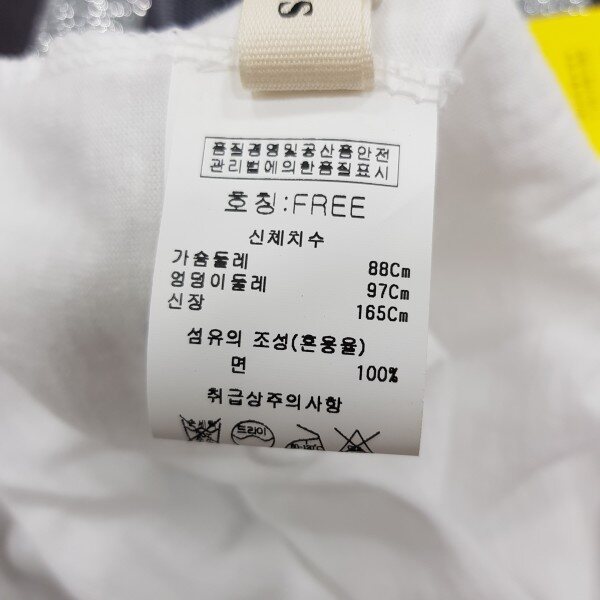 S
품질경영및공산품안전
관리법에의한품질표시
호칭:FREE
신체치수
가슴둘레 88Cm
엉덩이둘레 97Cm
신장 165Cm
섬유의 조성(혼용율)
면 100%
취급상주의사항
드라이